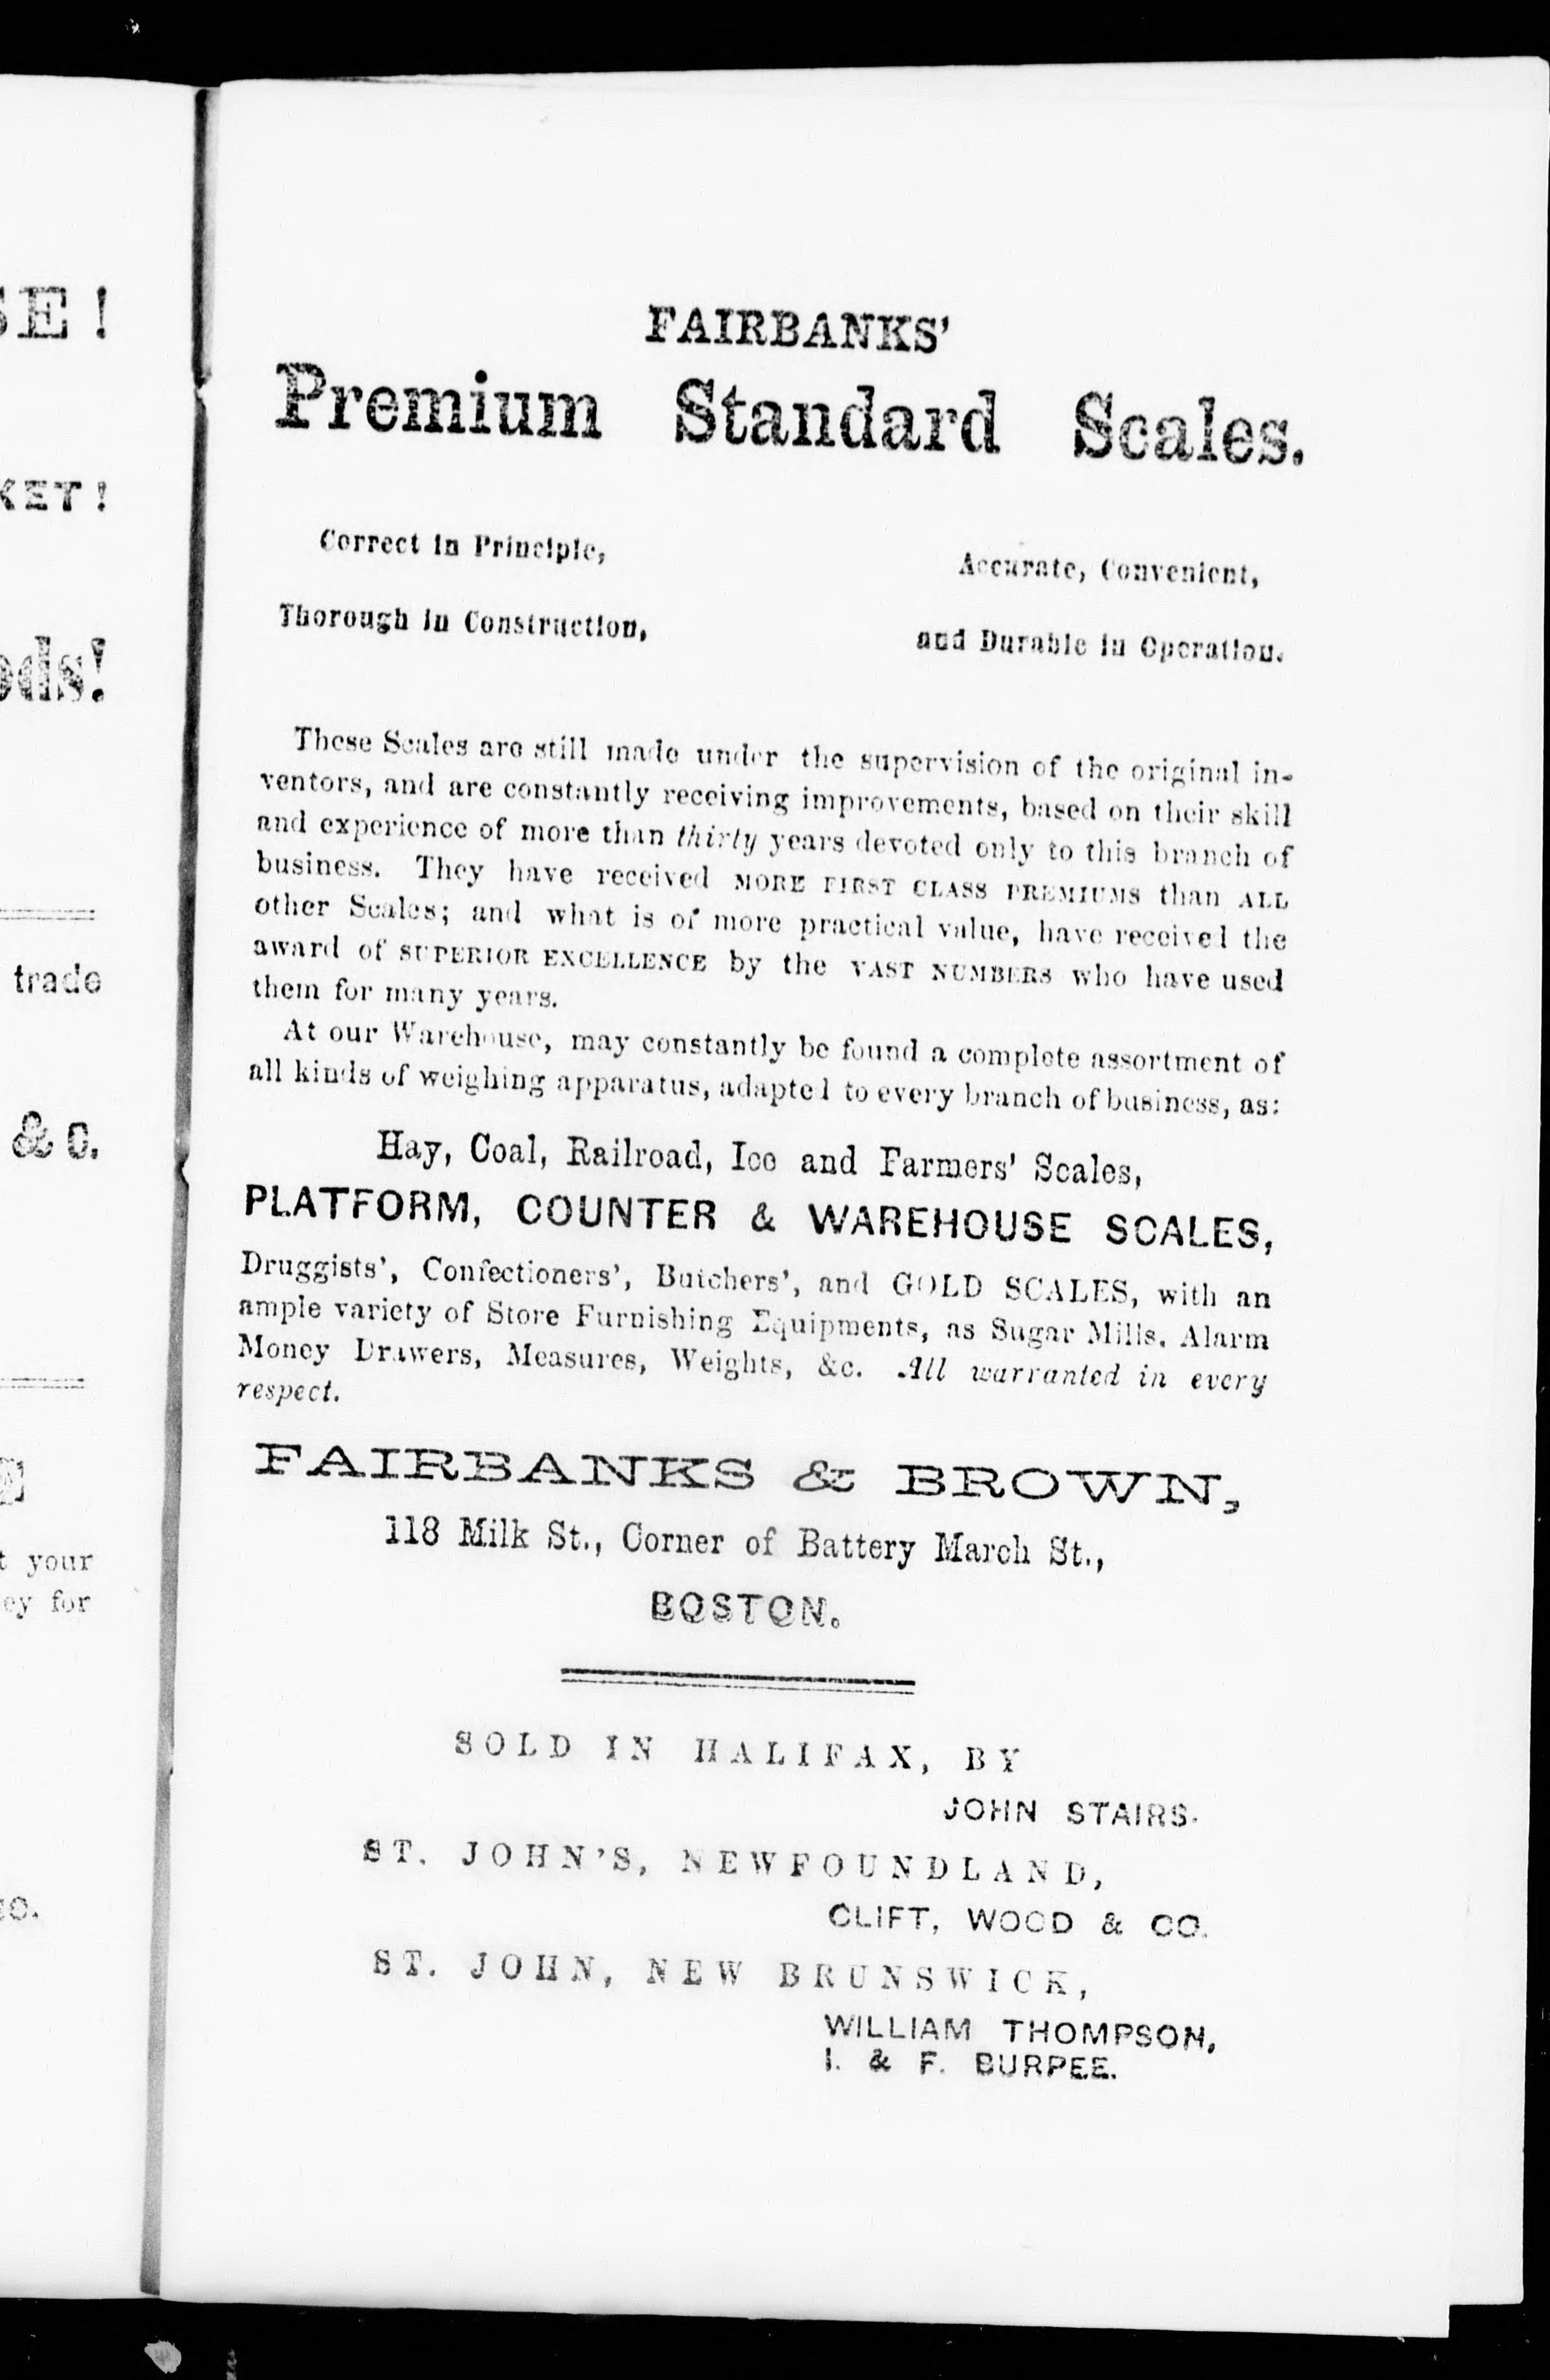 FAIRBANKS'
Premium Standard Scales.
Correct in Principle,
Accurate, Convenient,
Thorough in Construction,
and Durable in Operation.
These Scales are still made under the supervision of the original in-
ventors, and are constantly receiving improvements, based on their skill
and experience of more than thirty years devoted only to this branch of
business. They have received MORE FIRST CLASS PREMIUMS than ALL
other Scales; and what is of more practical value, have received the
award of SUPERIOR EXCELLENCE by the VAST NUMBERS who have used
them for many years.
At our Warehouse, may constantly be found a complete assortment of
all kinds of weighing apparatus, adapted to every branch of business, as:
Hay, Coal, Railroad, Ice and Farmers' Scales,
PLATFORM, COUNTER & WAREHOUSE SCALES,
Druggists', Confectioners', Butchers', and GOLD SCALES, with an
ample variety of Store Furnishing Equipments, as Sugar Mills, Alarm
Money Drawers, Measures, Weights, &c. All warranted in every
respect.
FAIRBANKS & BROWN,
118 Milk St., Corner of Battery March St.,
BOSTON.
SOLD IN HALIFAX, BY
JOHN STAIRS.
ST. JOHN'S, NEWFOUNDLAND,
CLIFT, WOOD & CO.
ST. JOHN, NEW BRUNSWICK,
WILLIAM THOMPSON,
I. & F. BURPEE.
trade
&c.
your
for